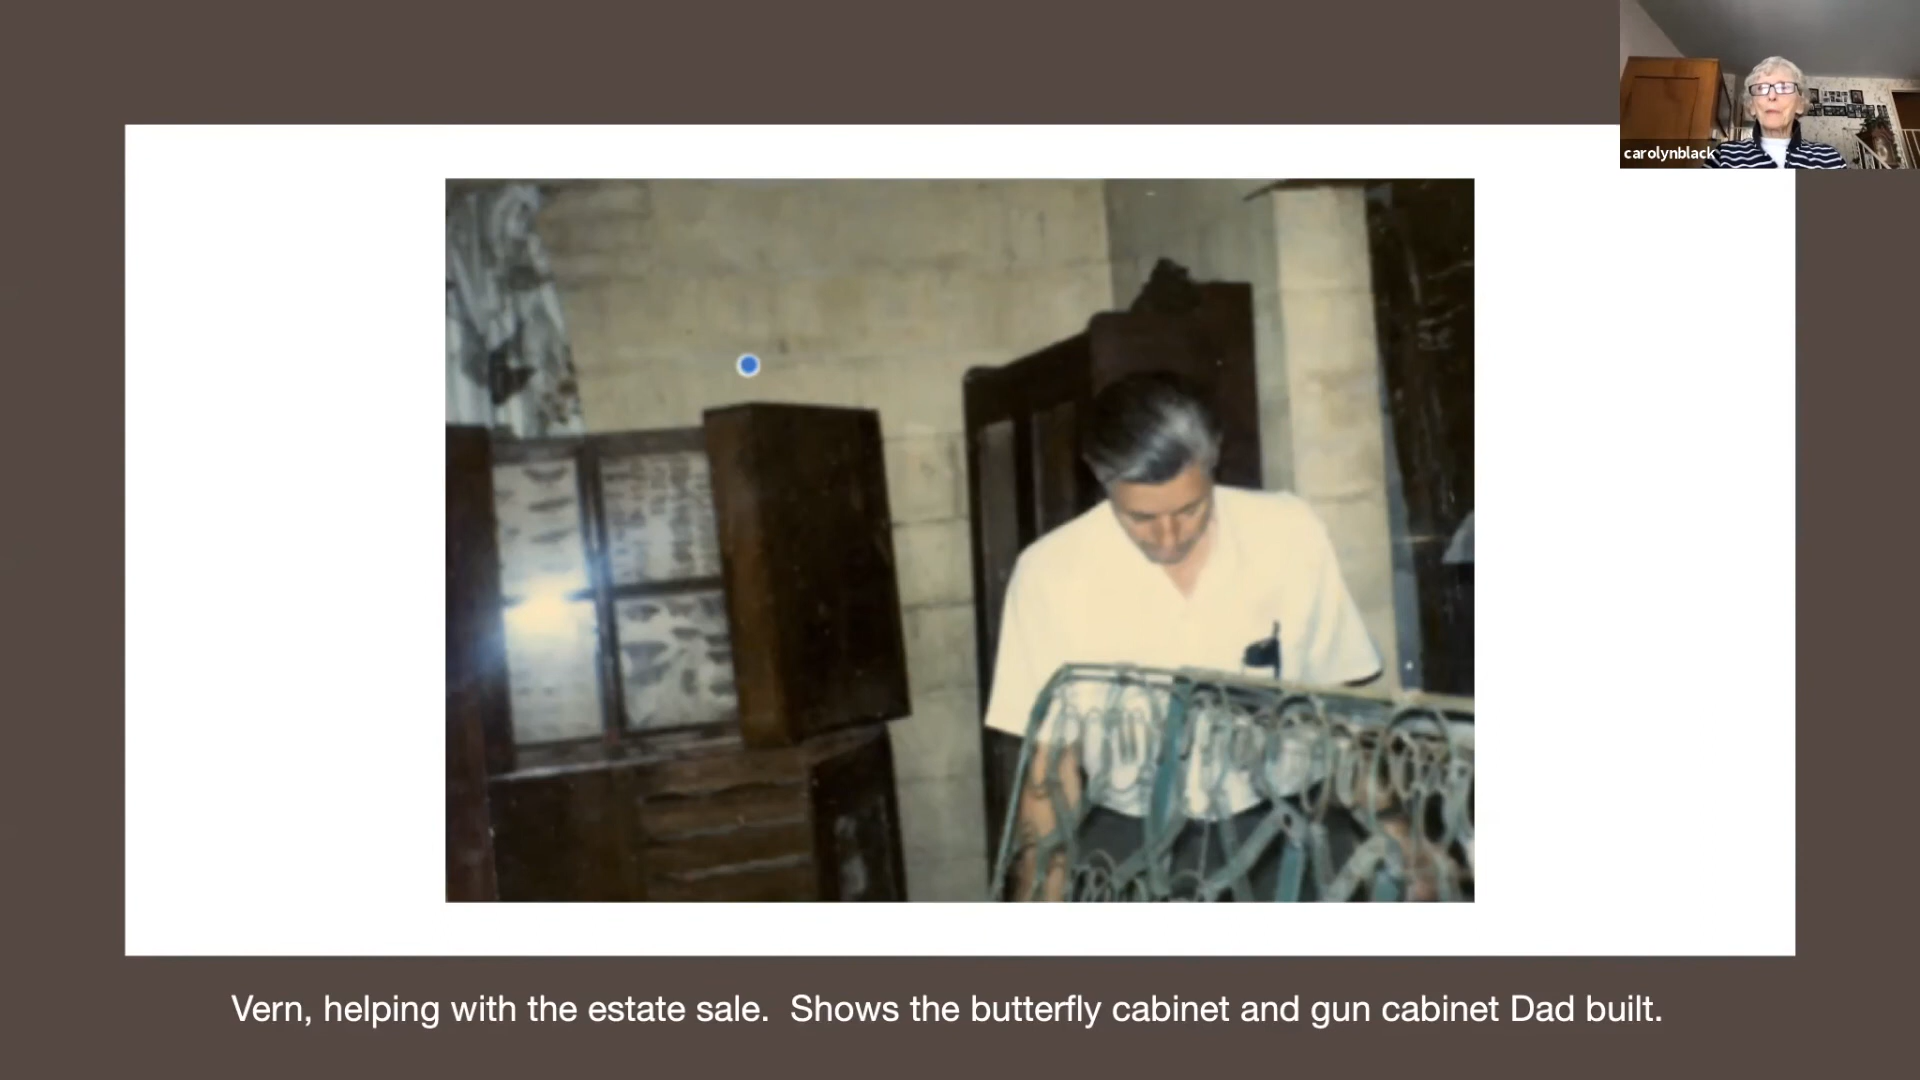 carolynblack
Vern, helping with the estate sale.  Shows the butterfly cabinet and gun cabinet Dad built.